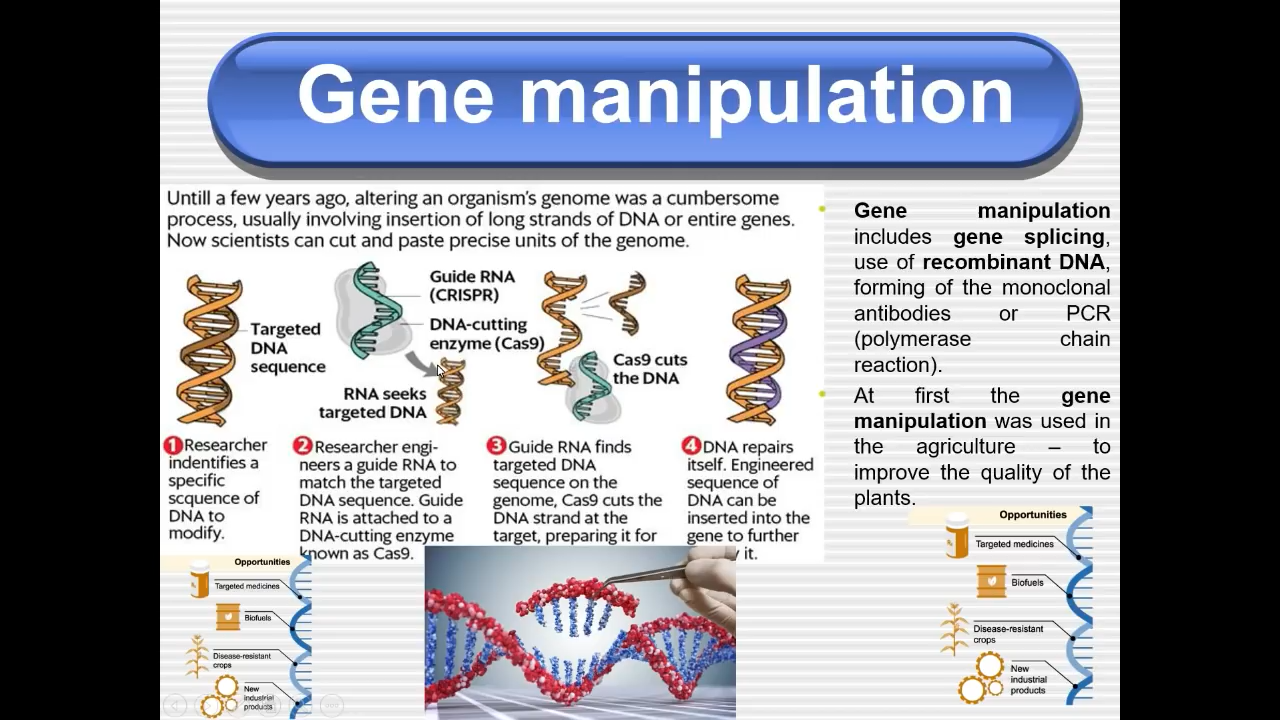 Gene manipulation
Untill a few years ago, altering an organism's genome was a cumbersome
process, usually involving insertion of long strands of DNA or entire genes.
Now scientists can cut and paste precise units of the genome.
Targeted
DNA
sequence
Guide RNA
(CRISPR)
DNA-cutting
enzyme (Cas9)
RNA seeks
targeted DNA
Cas9 cuts
the DNA
1 Researcher
indentifies a
specific
scquence of
DNA to
modify.
2 Researcher engi-
neers a guide RNA to
match the targeted
DNA sequence. Guide
RNA is attached to a
DNA-cutting enzyme
known as Cas9.
3 Guide RNA finds
targeted DNA
sequence on the
genome, Cas9 cuts the
DNA strand at the
target, preparing it for
4 DNA repairs
itself. Engineered
sequence of
DNA can be
inserted into the
gene to further
it.
Gene manipulation
includes gene splicing,
use of recombinant DNA,
forming of the monoclonal
antibodies or PCR
(polymerase chain
reaction).
At first the gene
manipulation was used in
the agriculture – to
improve the quality of the
plants.
Opportunities
Targeted medicines
Biofuels
Disease-resistant
crops
New
industrial
products
Opportunities
Targeted medicines
Biofuels
Disease-resistant
crops
New
industrial
products